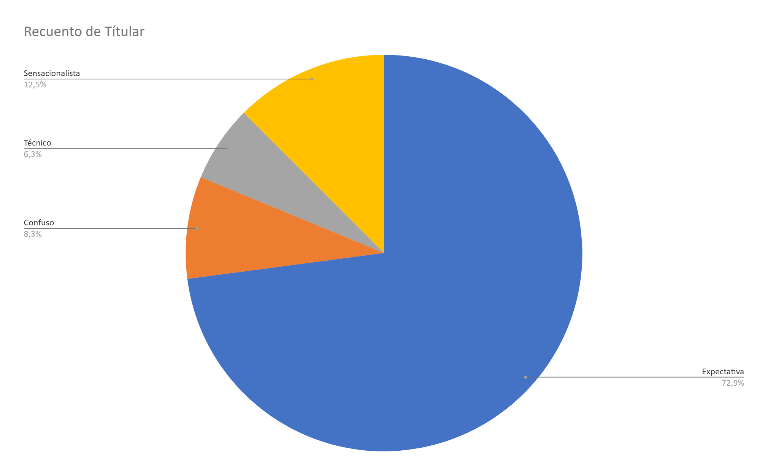 Recuento de Títular
Sensacionalista
12,5%
Técnico
6,3%
Confuso
8,3%
Expectativa
72,9%